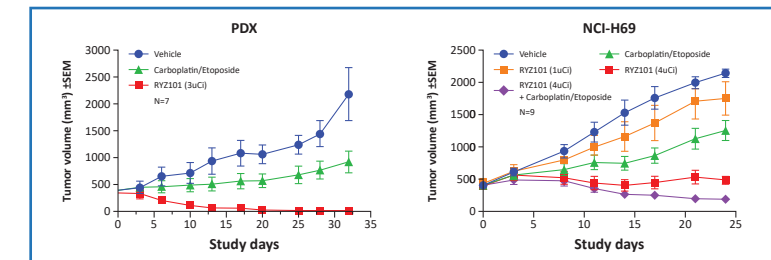 PDX
Tumor volume (mm³) ±SEM
3000
2500
2000
1500
1000
500
0
Vehicle
Carboplatin/Etoposide
RYZ101 (3uCi)
N=7
0 5 10 15 20 25 30 35
Study days
NCI-H69
Tumor volume (mm³) ±SEM
2500
2000
1500
1000
500
0
Vehicle
Carboplatin/Etoposide
RYZ101 (1uCi)
RYZ101 (4uCi)
RYZ101 (4uCi)
+ Carboplatin/Etoposide
N=9
0 5 10 15 20 25
Study days